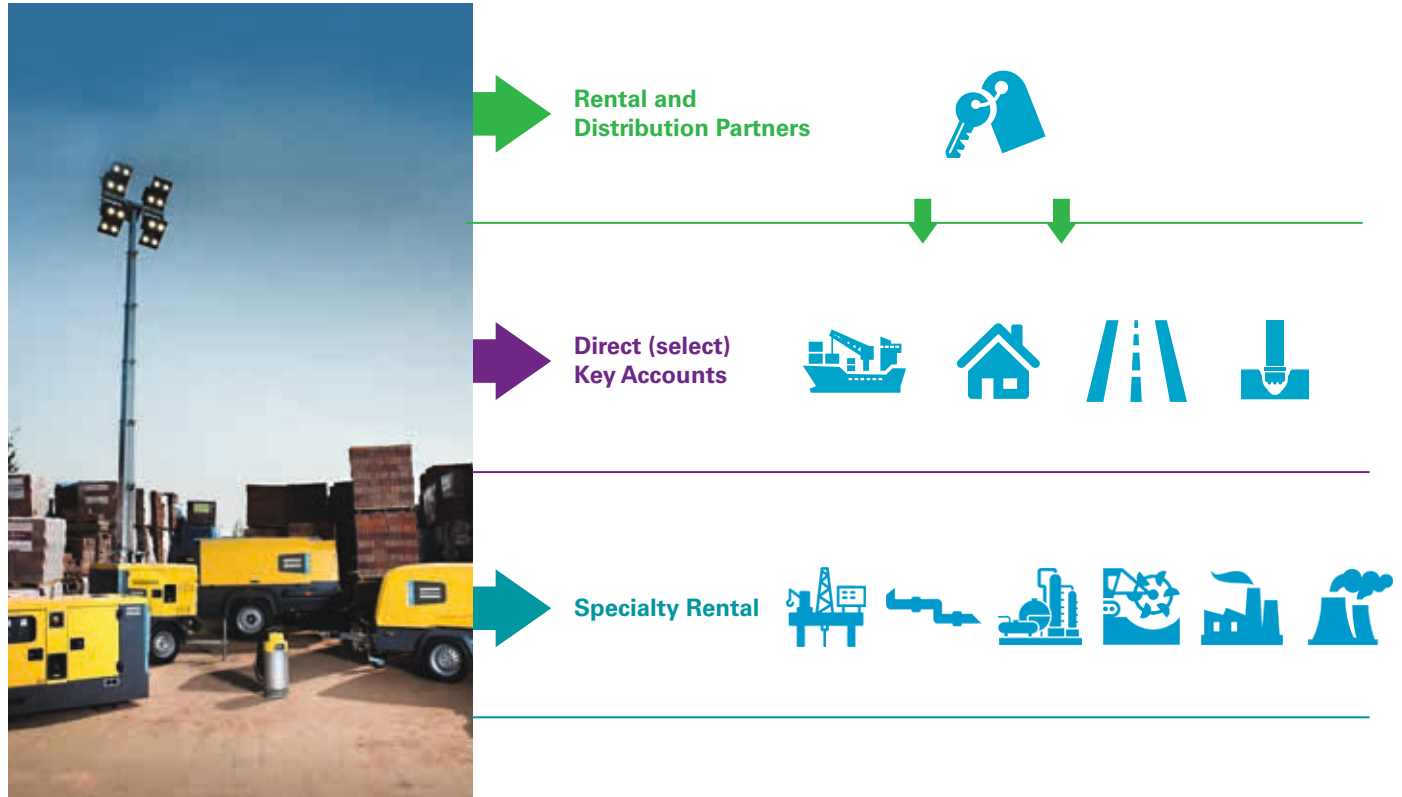 Rental and
Distribution Partners
Direct (select)
Key Accounts
Specialty Rental